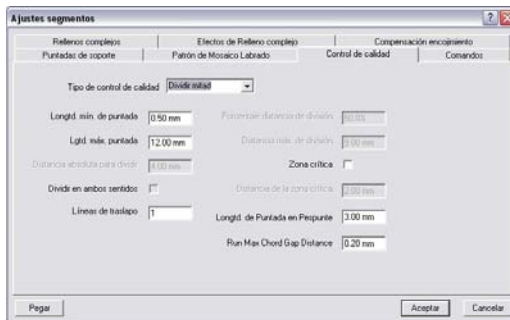 Ajustes segmentos
Rellenos complejos
Efectos de Relleno complejo
Compensación encojimiento
Puntadas de soporte
Patrón de Mosaico Labrado
Control de calidad
Comandos
Tipo de control de calidad
Dividir mitad
Longtd. mín. de puntada
0.50 mm
Porcentaje distancia de división
50.0%
Lgtd. máx. puntada
12.00 mm
Distancia máx. de división
9.00 mm
Distancia absoluta para dividir
4.00 mm
Zona crítica
Dividir en ambos sentidos
Distancia de la zona crítica
2.00 mm
Líneas de traslapo
1
Longtd. de Puntada en Pespunte
3.00 mm
Run Max Chord Gap Distance
0.20 mm
Pegar
Aceptar
Cancelar